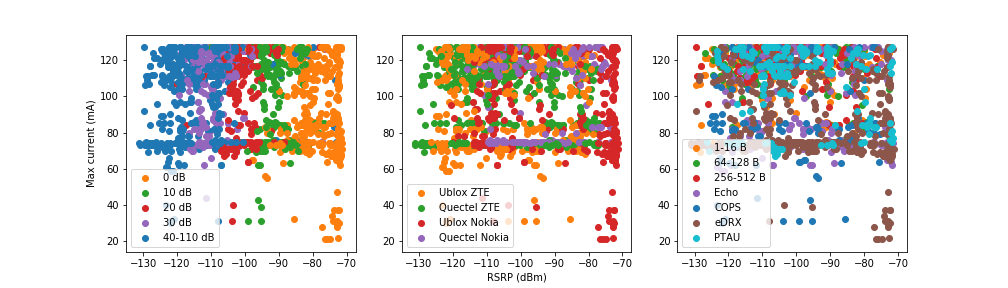 Max current (mA)
120
100
80
60
40
20
0 dB
10 dB
20 dB
30 dB
40-110 dB
−130 −120 −110 −100 −90 −80 −70
120
100
80
60
40
20
Ublox ZTE
Quectel ZTE
Ublox Nokia
Quectel Nokia
−130 −120 −110 −100 −90 −80 −70
RSRP (dBm)
120
100
80
60
40
20
1-16 B
64-128 B
256-512 B
Echo
COPS
eDRX
PTAU
−130 −120 −110 −100 −90 −80 −70